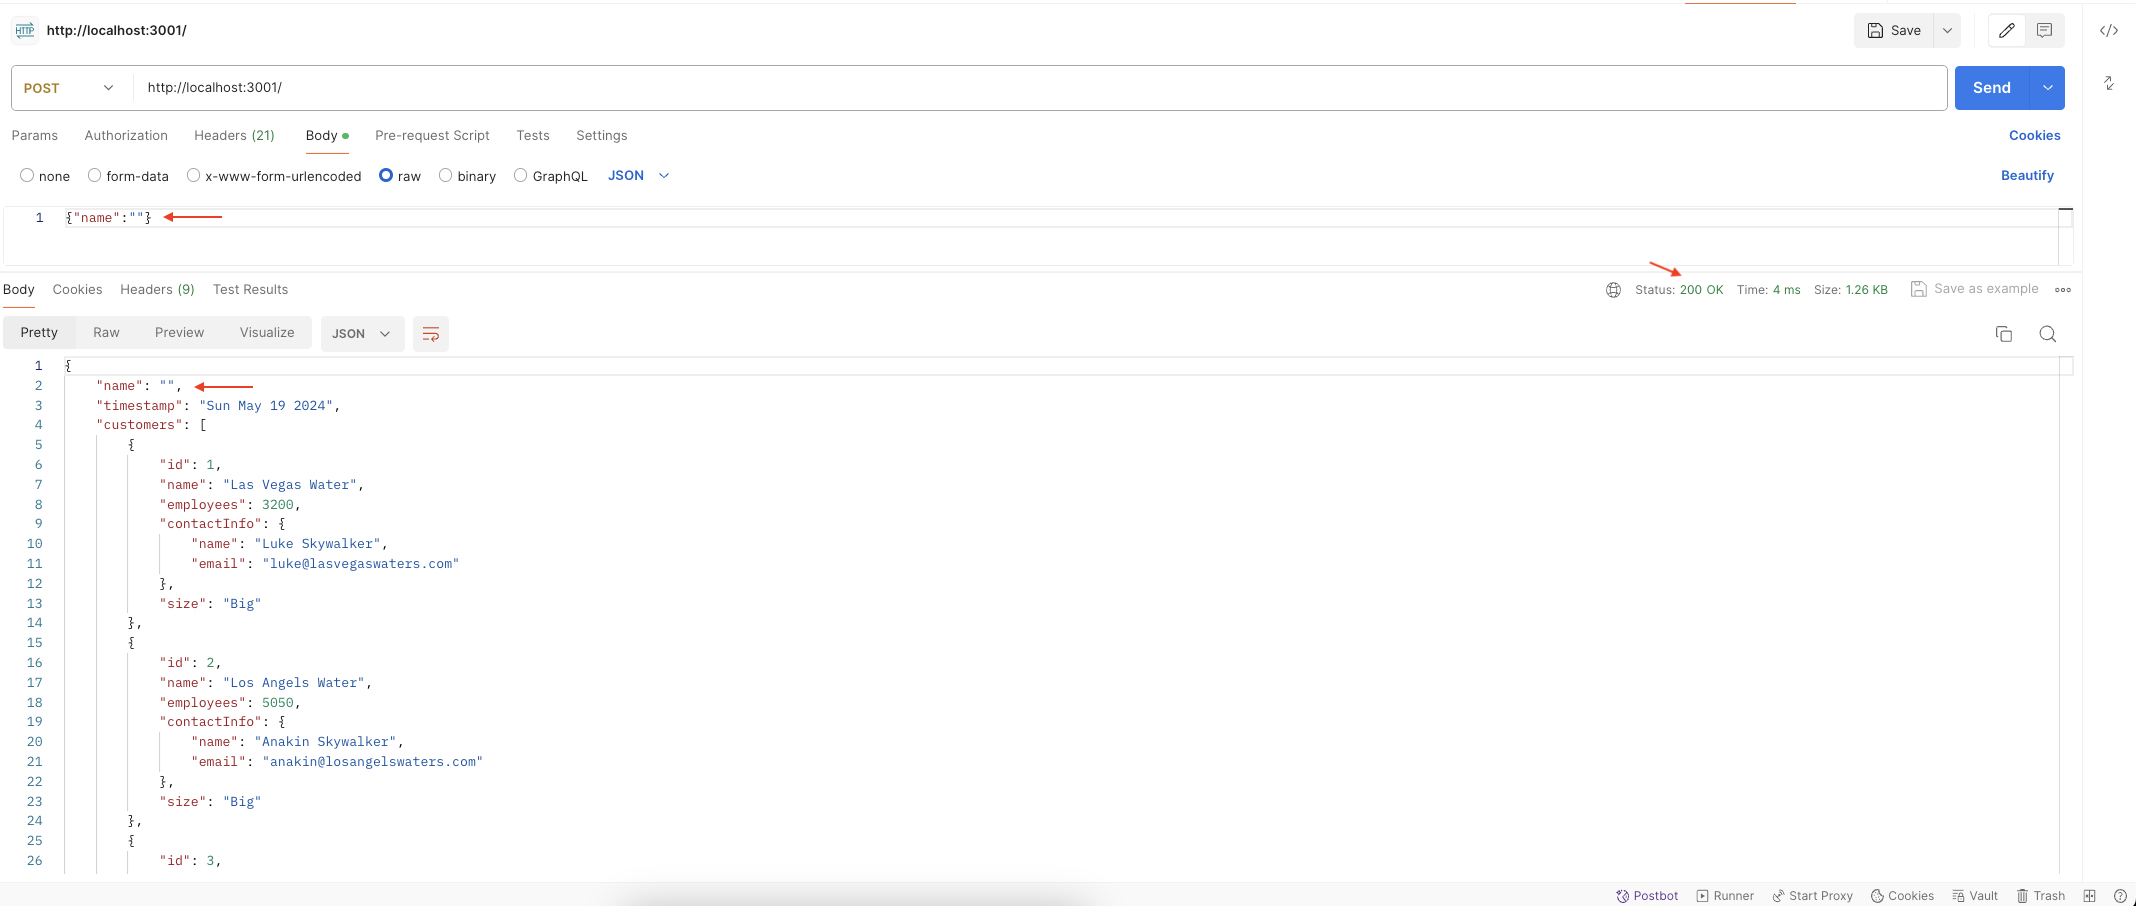 HTTP http://localhost:3001/ Save
POST http://localhost:3001/ Send
Params Authorization Headers (21) Body Pre-request Script Tests Settings Cookies
none form-data x-www-form-urlencoded raw binary GraphQL JSON Beautify
1 {"name":""}
Body Cookies Headers (9) Test Results Status: 200 OK Time: 4 ms Size: 1.26 KB Save as example
Pretty Raw Preview Visualize JSON
1 {
2 "name": "",
3 "timestamp": "Sun May 19 2024",
4 "customers": [
5 {
6 "id": 1,
7 "name": "Las Vegas Water",
8 "employees": 3200,
9 "contactInfo": {
10 "name": "Luke Skywalker",
11 "email": "luke@lasvegaswaters.com"
12 },
13 "size": "Big"
14 },
15 {
16 "id": 2,
17 "name": "Los Angels Water",
18 "employees": 5050,
19 "contactInfo": {
20 "name": "Anakin Skywalker",
21 "email": "anakin@losangelswaters.com"
22 },
23 "size": "Big"
24 },
25 {
26 "id": 3,
Postbot Runner Start Proxy Cookies Vault Trash